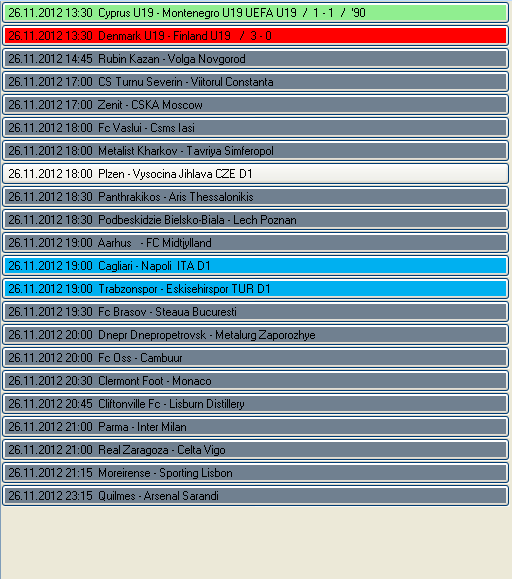 26.11.2012 13:30 Cyprus U19 - Montenegro U19 UEFA U19 / 1 - 1 / '90
26.11.2012 13:30 Denmark U19 - Finland U19 / 3 - 0
26.11.2012 14:45 Rubin Kazan - Volga Novgorod
26.11.2012 17:00 CS Turnu Severin - Viitorul Constanta
26.11.2012 17:00 Zenit - CSKA Moscow
26.11.2012 18:00 Fc Vaslui - Csms Iasi
26.11.2012 18:00 Metalist Kharkov - Tavriya Simferopol
26.11.2012 18:00 Plzen - Vysocina Jihlava CZE D1
26.11.2012 18:30 Panthrakikos - Aris Thessalonikis
26.11.2012 18:30 Podbeskidzie Bielsko-Biala - Lech Poznan
26.11.2012 19:00 Aarhus - FC Midtjylland
26.11.2012 19:00 Cagliari - Napoli ITA D1
26.11.2012 19:00 Trabzonspor - Eskisehirspor TUR D1
26.11.2012 19:30 Fc Brasov - Steaua Bucuresti
26.11.2012 20:00 Dnepr Dnepropetrovsk - Metalurg Zaporozhye
26.11.2012 20:00 Fc Oss - Cambuur
26.11.2012 20:30 Clermont Foot - Monaco
26.11.2012 20:45 Cliftonville Fc - Lisburn Distillery
26.11.2012 21:00 Parma - Inter Milan
26.11.2012 21:00 Real Zaragoza - Celta Vigo
26.11.2012 21:15 Moreirense - Sporting Lisbon
26.11.2012 23:15 Quilmes - Arsenal Sarandi